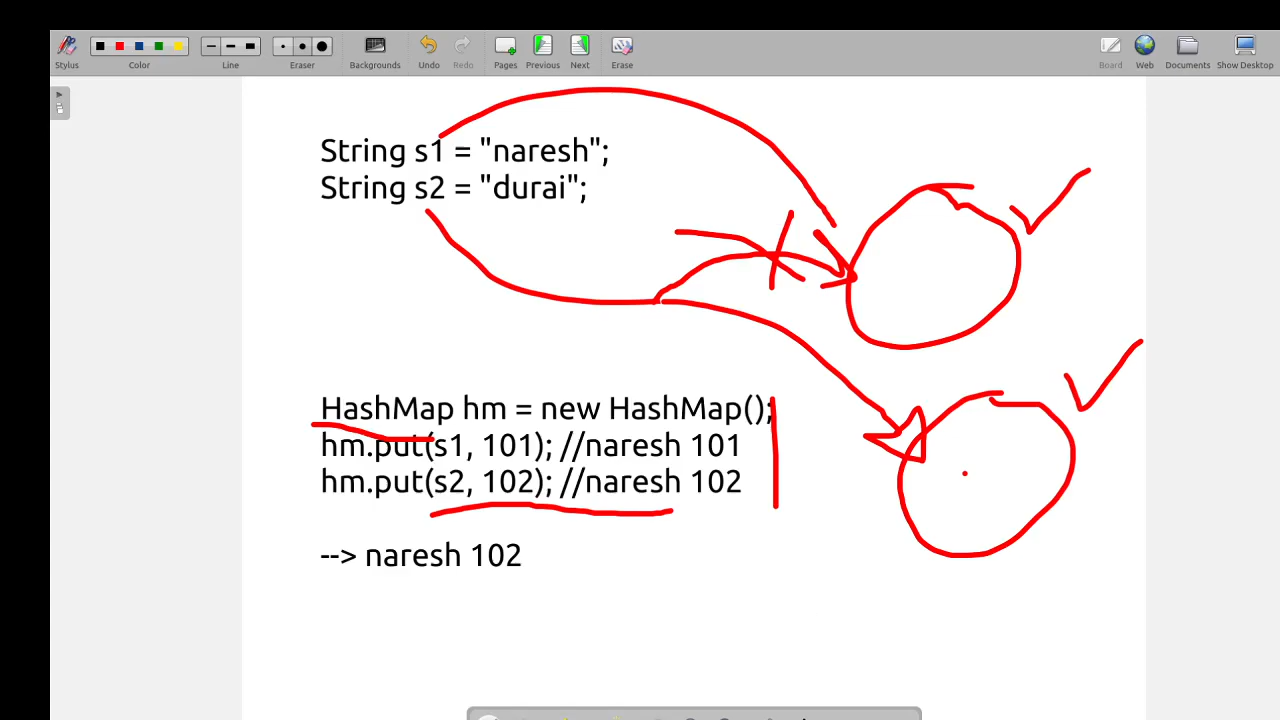 Stylus Color Line Eraser Backgrounds Undo Redo Pages Previous Next Erase Board Web Documents Show Desktop
String s1 = "naresh";
String s2 = "durai";
HashMap hm = new HashMap();
hm.put(s1, 101); //naresh 101
hm.put(s2, 102); //naresh 102
--> naresh 102